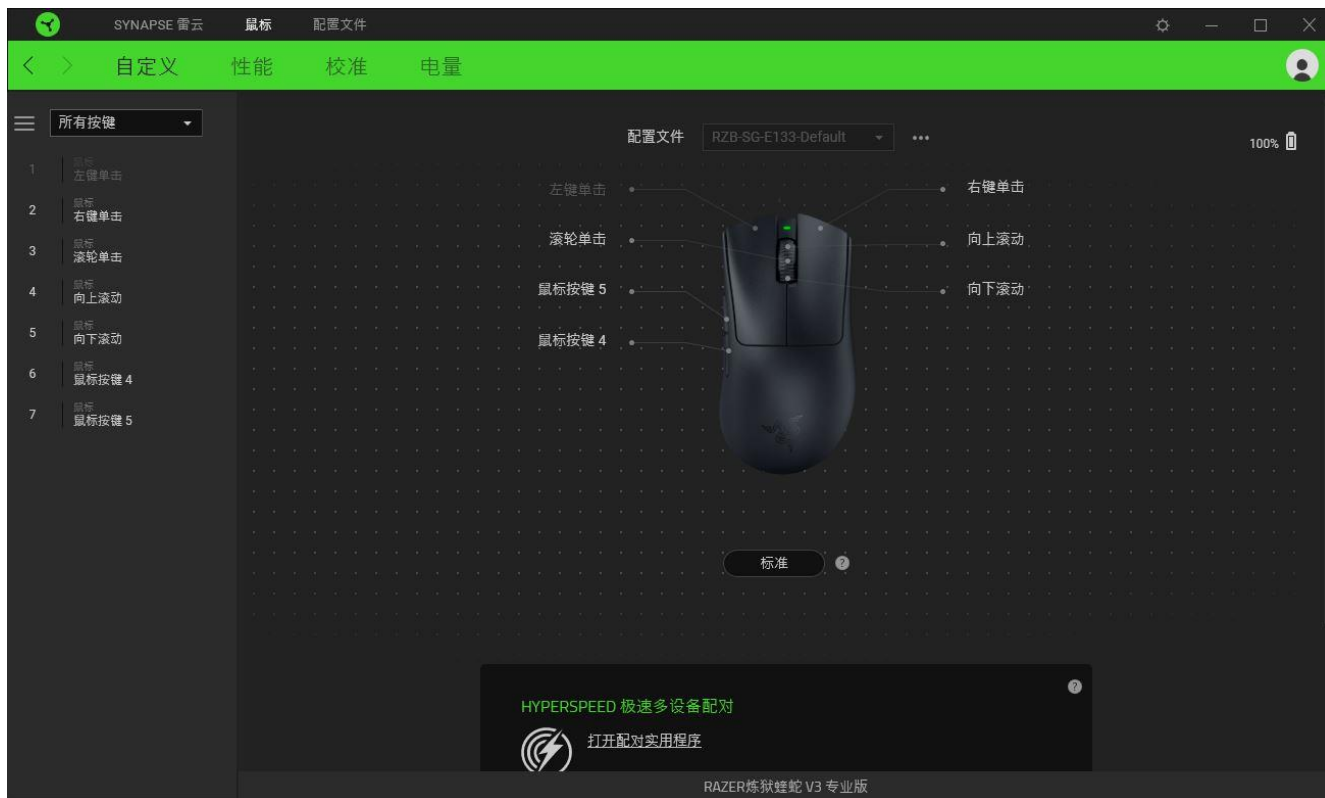 SYNAPSE 雷云 鼠标 配置文件
自定义 性能 校准 电量
所有按键
配置文件 RZB-SG-E133-Default
100%
1 鼠标
左键单击
2 鼠标
右键单击
3 鼠标
滚轮单击
4 鼠标
向上滚动
5 鼠标
向下滚动
6 鼠标
鼠标按键 4
7 鼠标
鼠标按键 5
左键单击 右键单击
滚轮单击 向上滚动
鼠标按键 5 向下滚动
鼠标按键 4
标准 ?
?
HYPERSPEED 极速多设备配对
打开配对实用程序
RAZER炼狱蝰蛇 V3 专业版